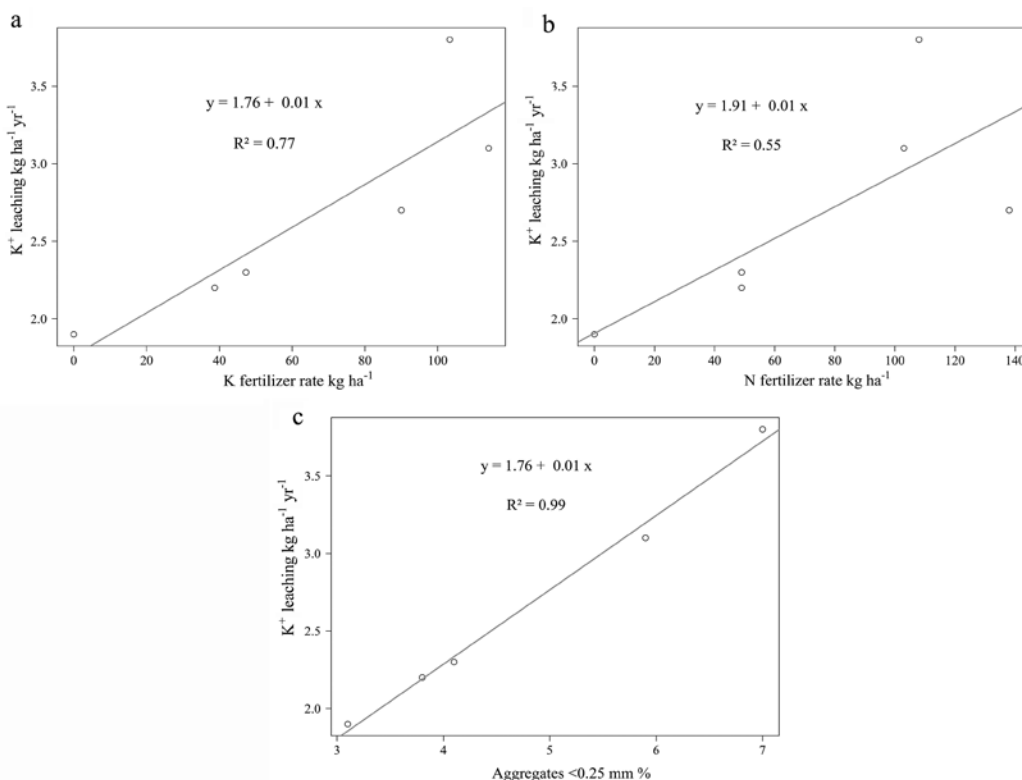 a
K⁺ leaching kg ha⁻¹ yr⁻¹
3.5
3.0
2.5
2.0
y = 1.76 + 0.01 x
R² = 0.77
0 20 40 60 80 100
K fertilizer rate kg ha⁻¹
b
K⁺ leaching kg ha⁻¹ yr⁻¹
3.5
3.0
2.5
2.0
y = 1.91 + 0.01 x
R² = 0.55
0 20 40 60 80 100 120 140
N fertilizer rate kg ha⁻¹
c
K⁺ leaching kg ha⁻¹ yr⁻¹
3.5
3.0
2.5
2.0
y = 1.76 + 0.01 x
R² = 0.99
3 4 5 6 7
Aggregates <0.25 mm %